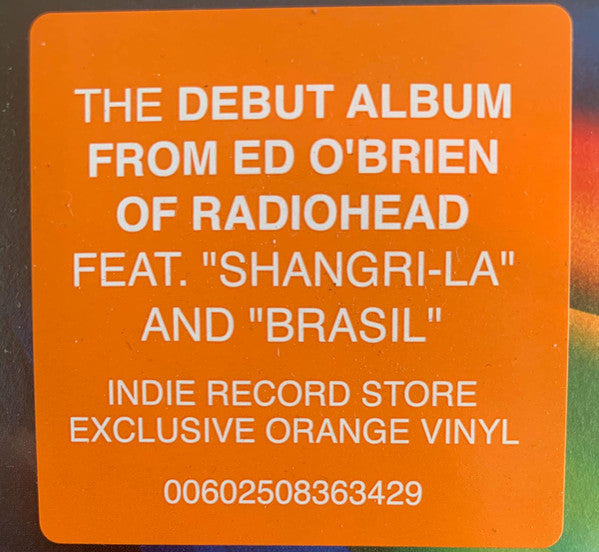 THE DEBUT ALBUM
FROM ED O'BRIEN
OF RADIOHEAD
FEAT. "SHANGRI-LA"
AND "BRASIL"
INDIE RECORD STORE
EXCLUSIVE ORANGE VINYL
00602508363429